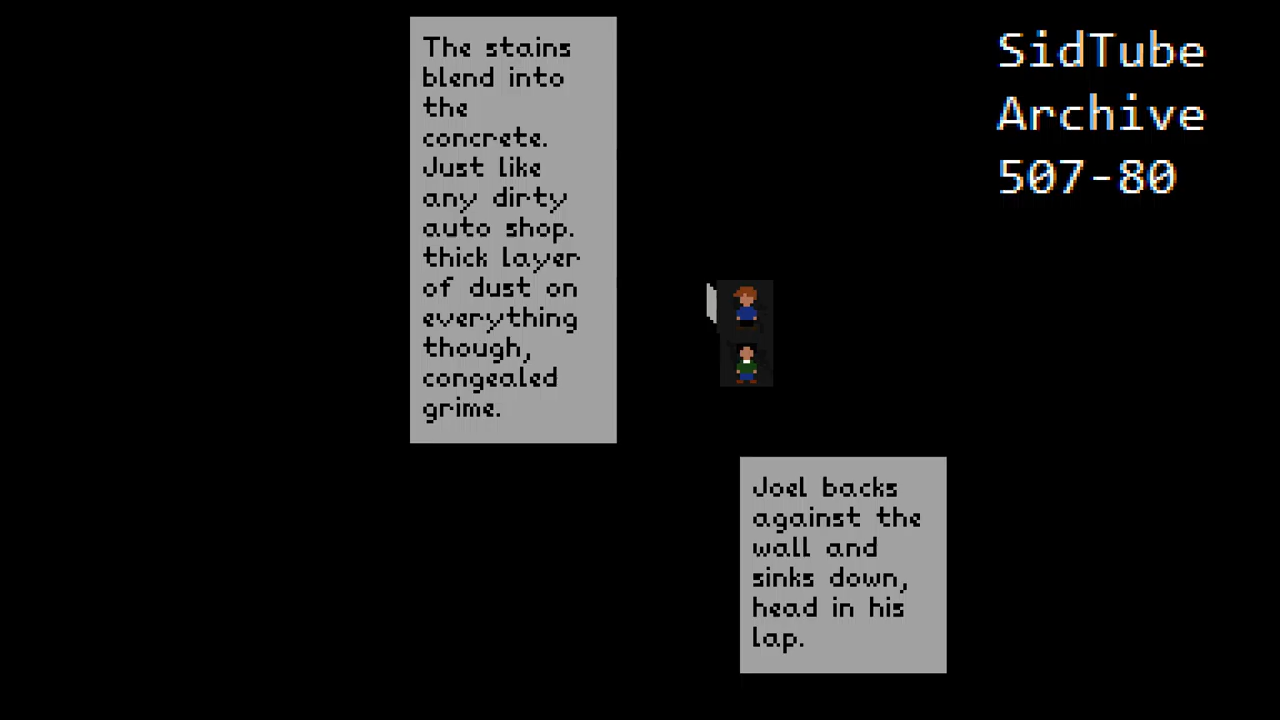 The stains
blend into
the
concrete.
Just like
any dirty
auto shop.
thick layer
of dust on
everything
though,
congealed
grime.
SidTube
Archive
507-80
Joel backs
against the
wall and
sinks down,
head in his
lap.